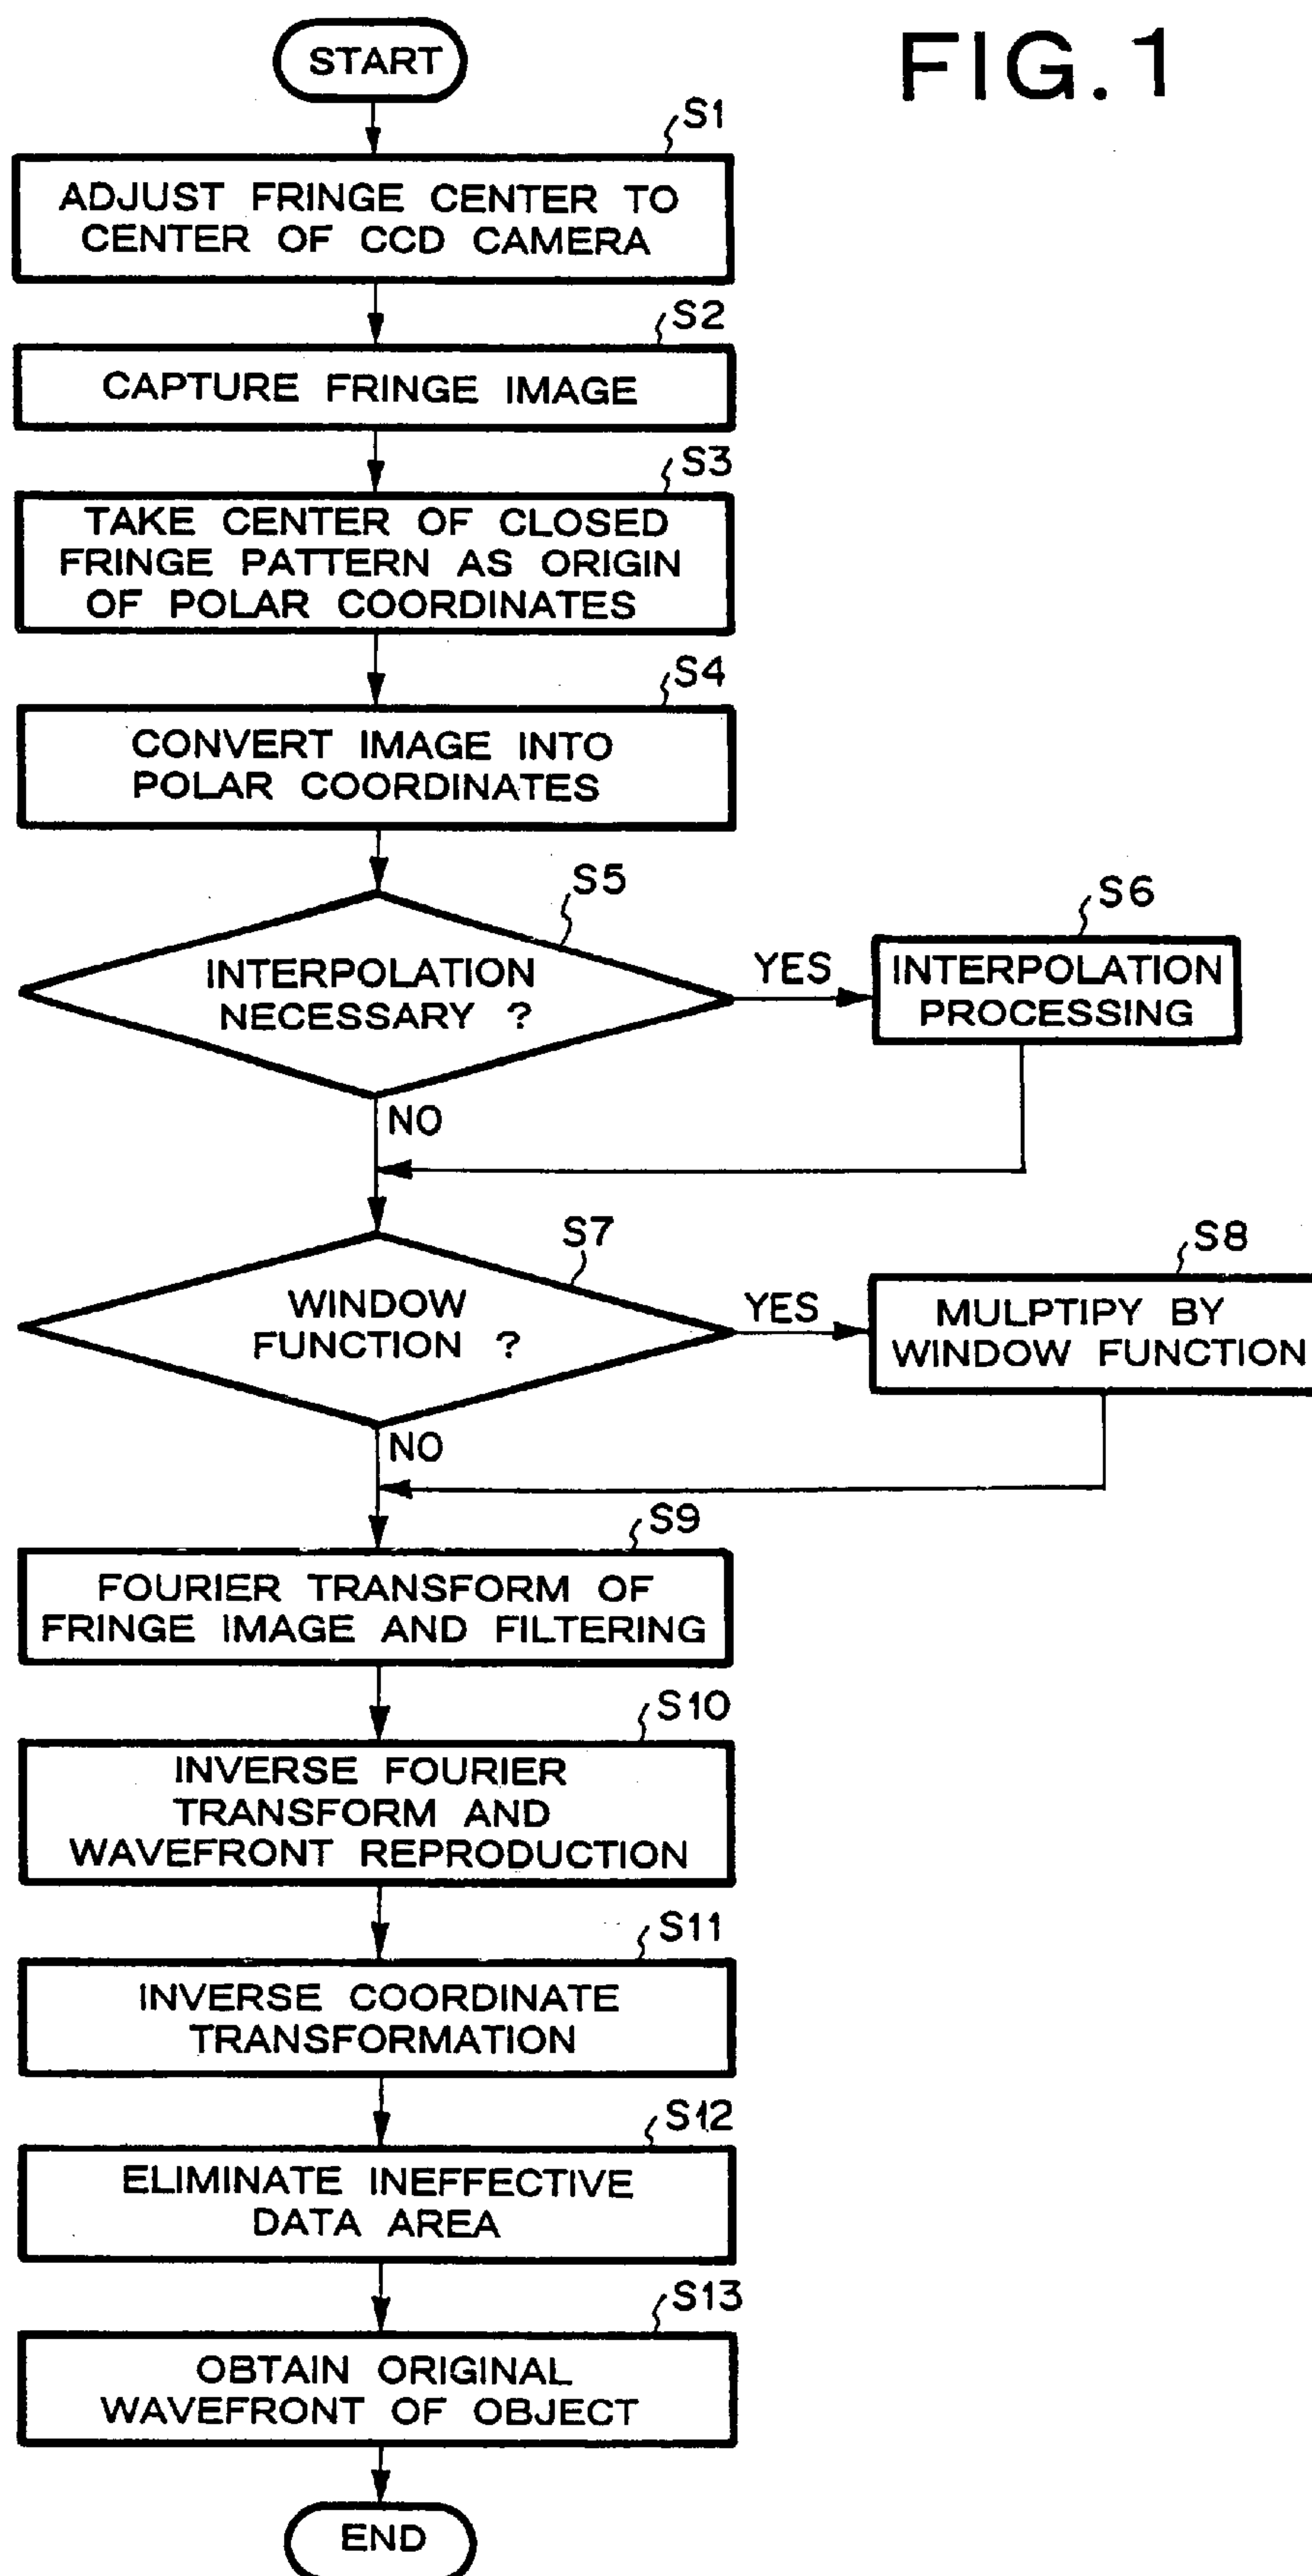 FIG.1
START
S1
ADJUST FRINGE CENTER TO
CENTER OF CCD CAMERA
S2
CAPTURE FRINGE IMAGE
S3
TAKE CENTER OF CLOSED
FRINGE PATTERN AS ORIGIN
OF POLAR COORDINATES
S4
CONVERT IMAGE INTO
POLAR COORDINATES
S5
INTERPOLATION
NECESSARY ?
YES
S6
INTERPOLATION
PROCESSING
NO
S7
WINDOW
FUNCTION ?
YES
S8
MULPTIPY BY
WINDOW FUNCTION
NO
S9
FOURIER TRANSFORM OF
FRINGE IMAGE AND FILTERING
S10
INVERSE FOURIER
TRANSFORM AND
WAVEFRONT REPRODUCTION
S11
INVERSE COORDINATE
TRANSFORMATION
S12
ELIMINATE INEFFECTIVE
DATA AREA
S13
OBTAIN ORIGINAL
WAVEFRONT OF OBJECT
END